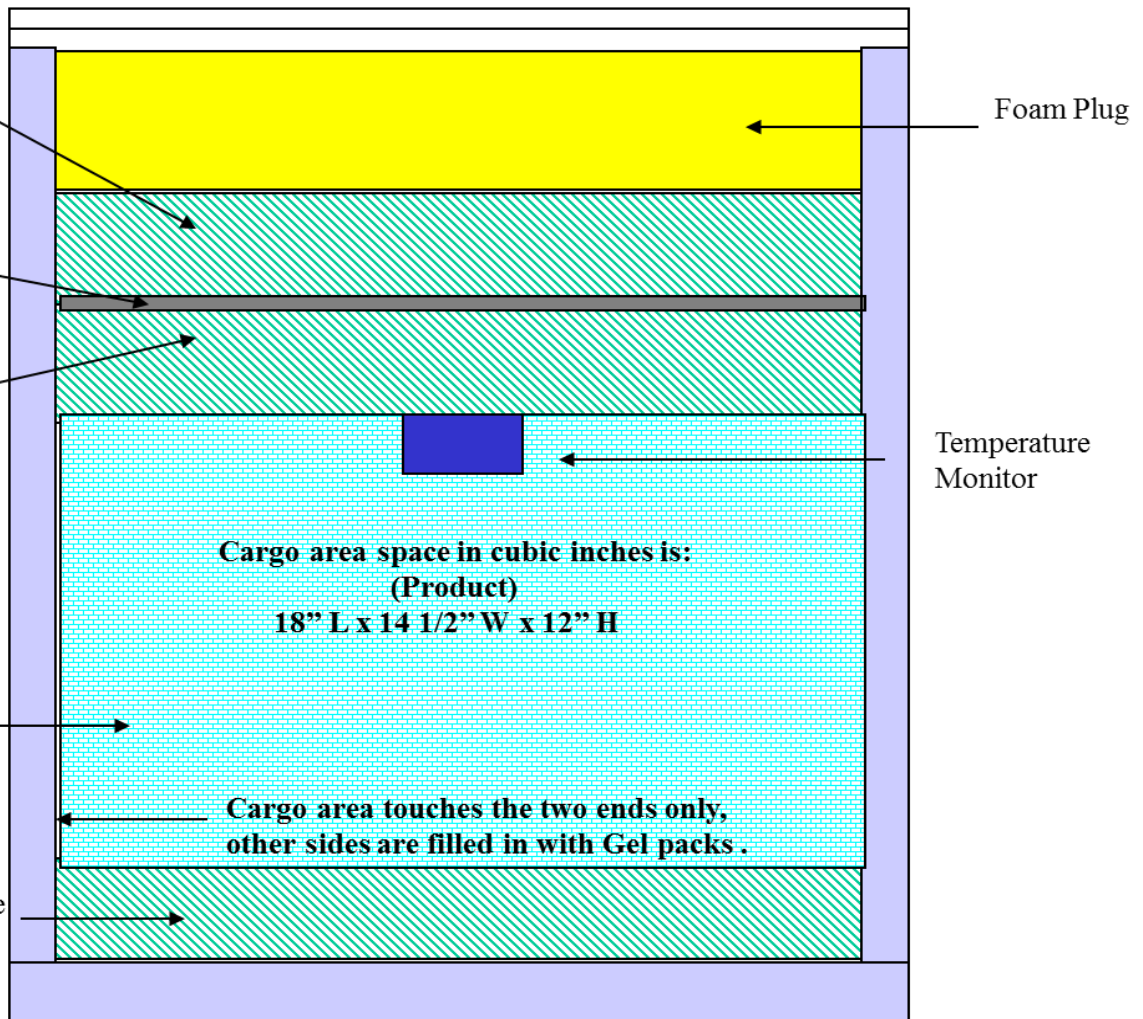 Foam Plug
Temperature
Monitor
Cargo area space in cubic inches is:
(Product)
18” L x 14 1/2” W x 12” H
Cargo area touches the two ends only,
other sides are filled in with Gel packs .